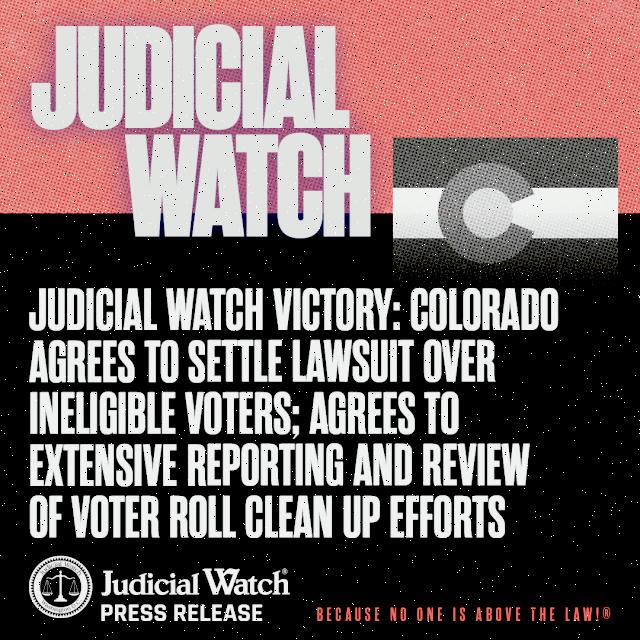 JUDICIAL
WATCH
JUDICIAL WATCH VICTORY: COLORADO
AGREES TO SETTLE LAWSUIT OVER
INELIGIBLE VOTERS; AGREES TO
EXTENSIVE REPORTING AND REVIEW
OF VOTER ROLL CLEAN UP EFFORTS
Judicial Watch®
PRESS RELEASE
BECAUSE NO ONE IS ABOVE THE LAW!®